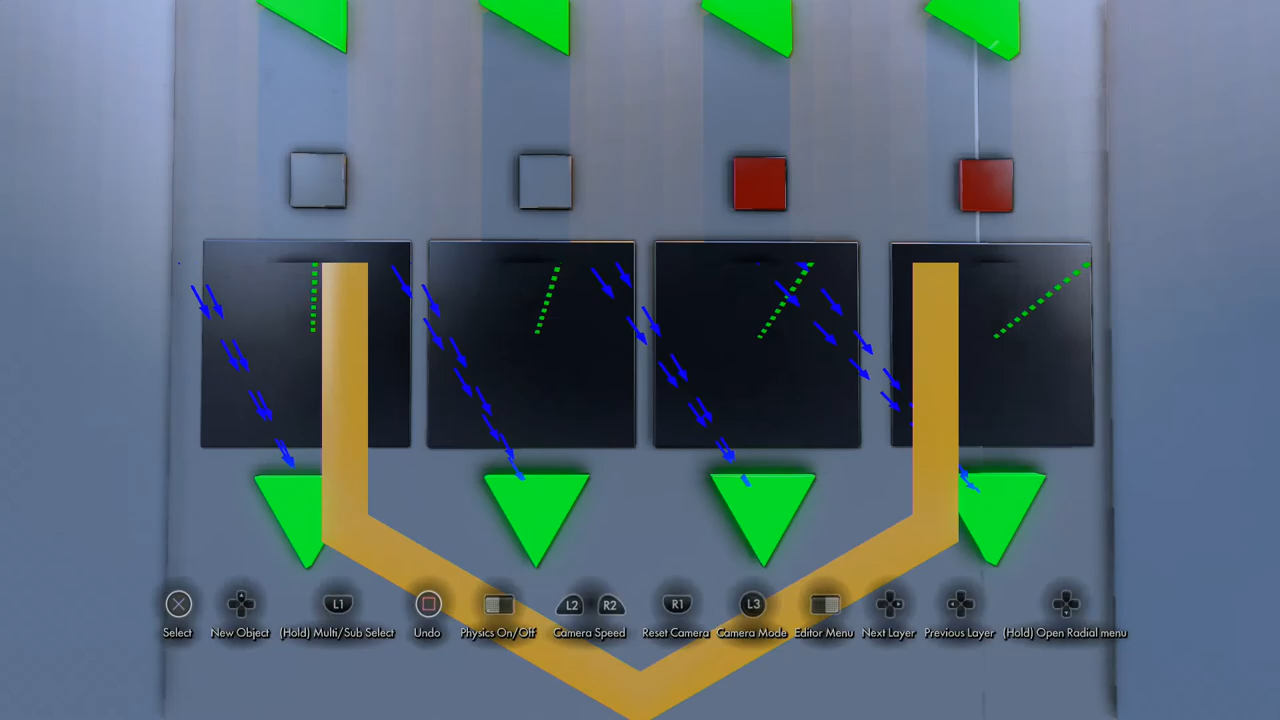 L1 L2 R2 R1 L3
Select New Object (Hold) Multi/Sub Select Undo Physics On/Off Camera Speed Reset Camera Camera Mode Editor Menu Next Layer Previous Layer (Hold) Open Radial menu